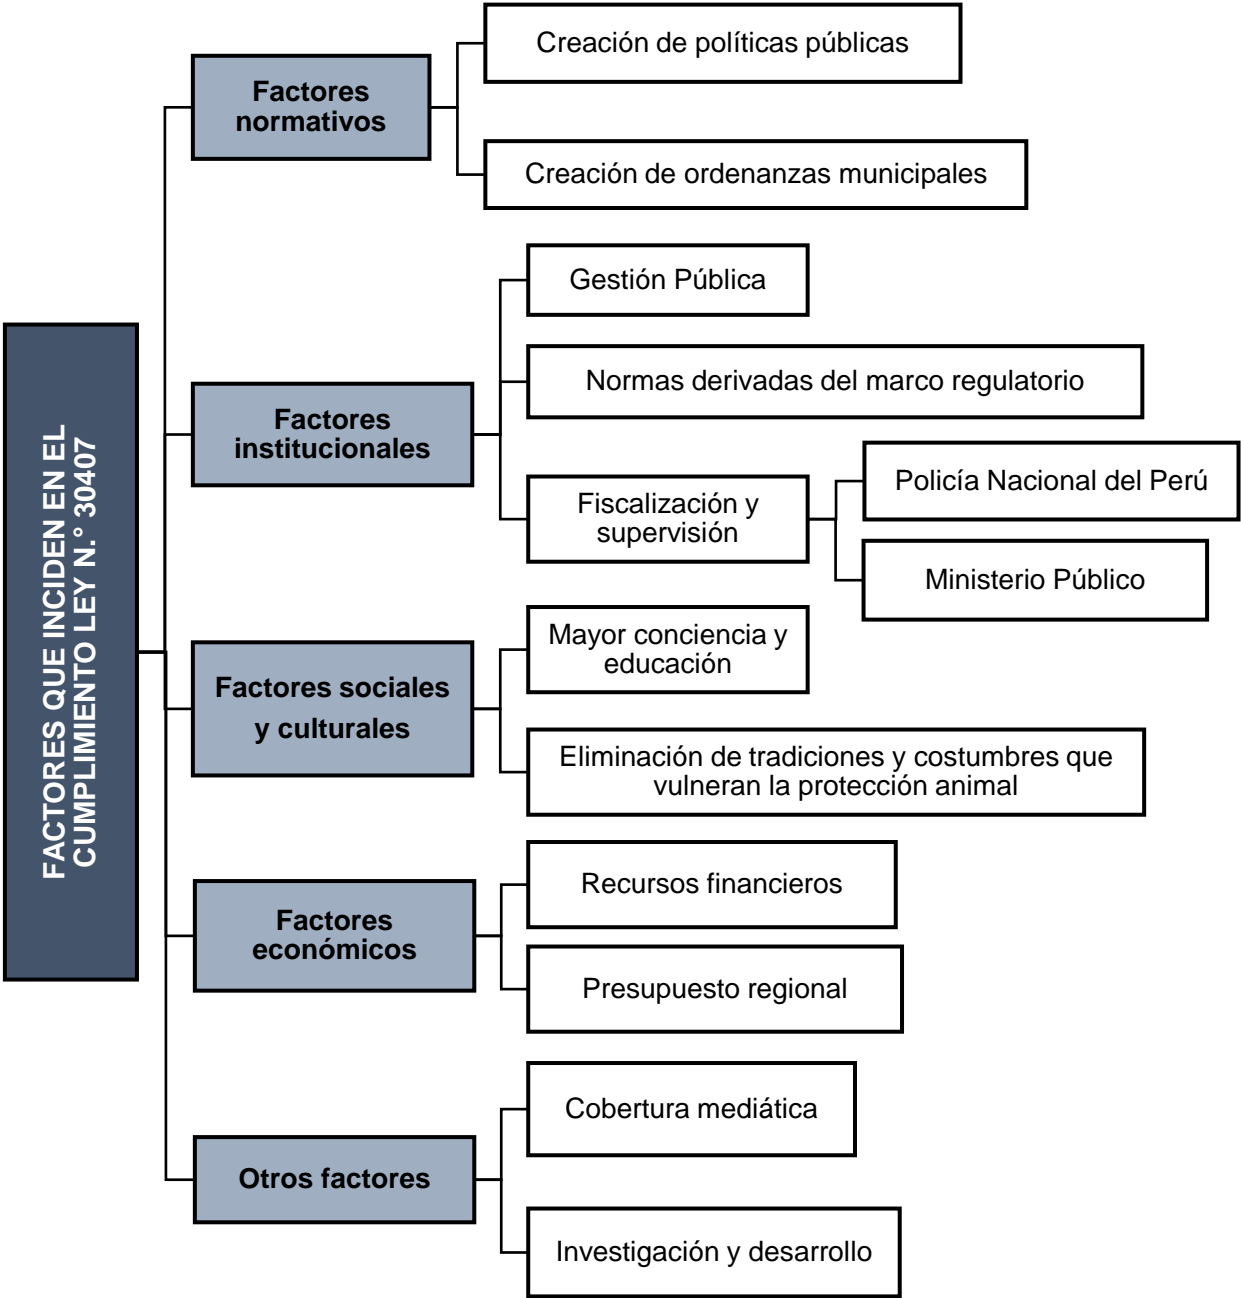 FACTORES QUE INCIDEN EN EL
CUMPLIMIENTO LEY N.° 30407
Factores
normativos
Creación de políticas públicas
Creación de ordenanzas municipales
Factores
institucionales
Gestión Pública
Normas derivadas del marco regulatorio
Fiscalización y
supervisión
Policía Nacional del Perú
Ministerio Público
Factores sociales
y culturales
Mayor conciencia y
educación
Eliminación de tradiciones y costumbres que
vulneran la protección animal
Factores
económicos
Recursos financieros
Presupuesto regional
Otros factores
Cobertura mediática
Investigación y desarrollo